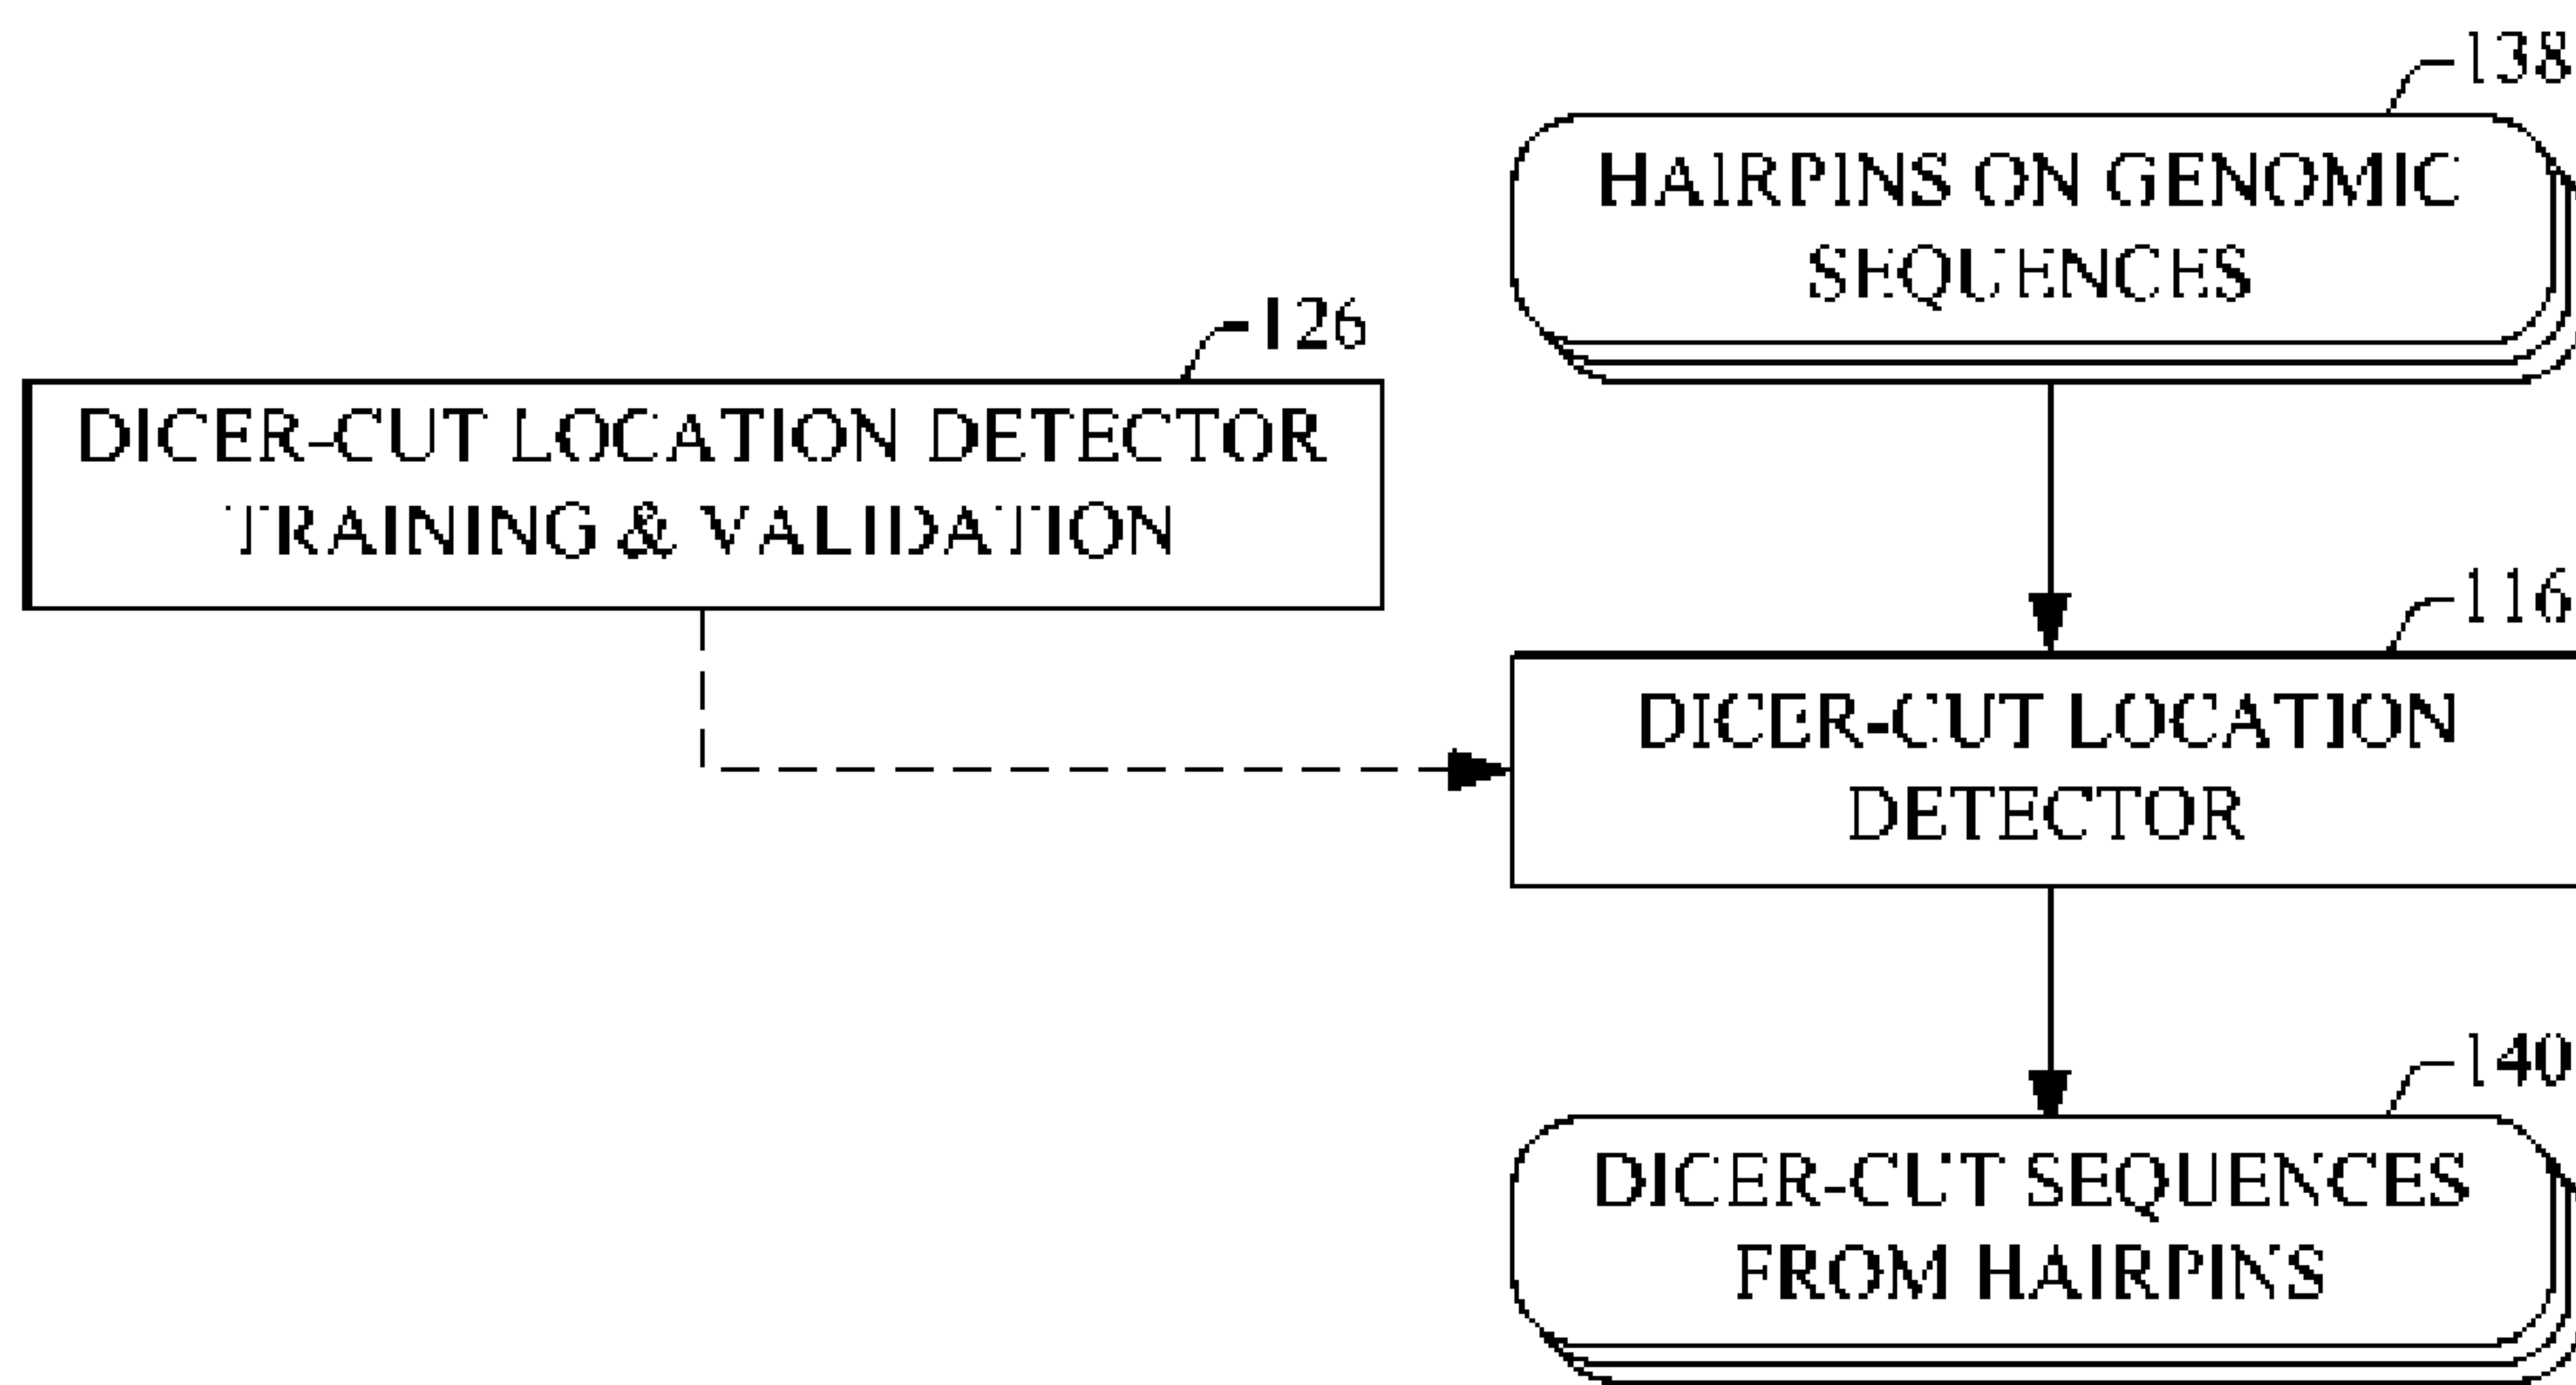 138
HAIRPINS ON GENOMIC
SEQUENCES
126
DICER-CUT LOCATION DETECTOR
TRAINING & VALIDATION
116
DICER-CUT LOCATION
DETECTOR
140
DICER-CUT SEQUENCES
FROM HAIRPINS